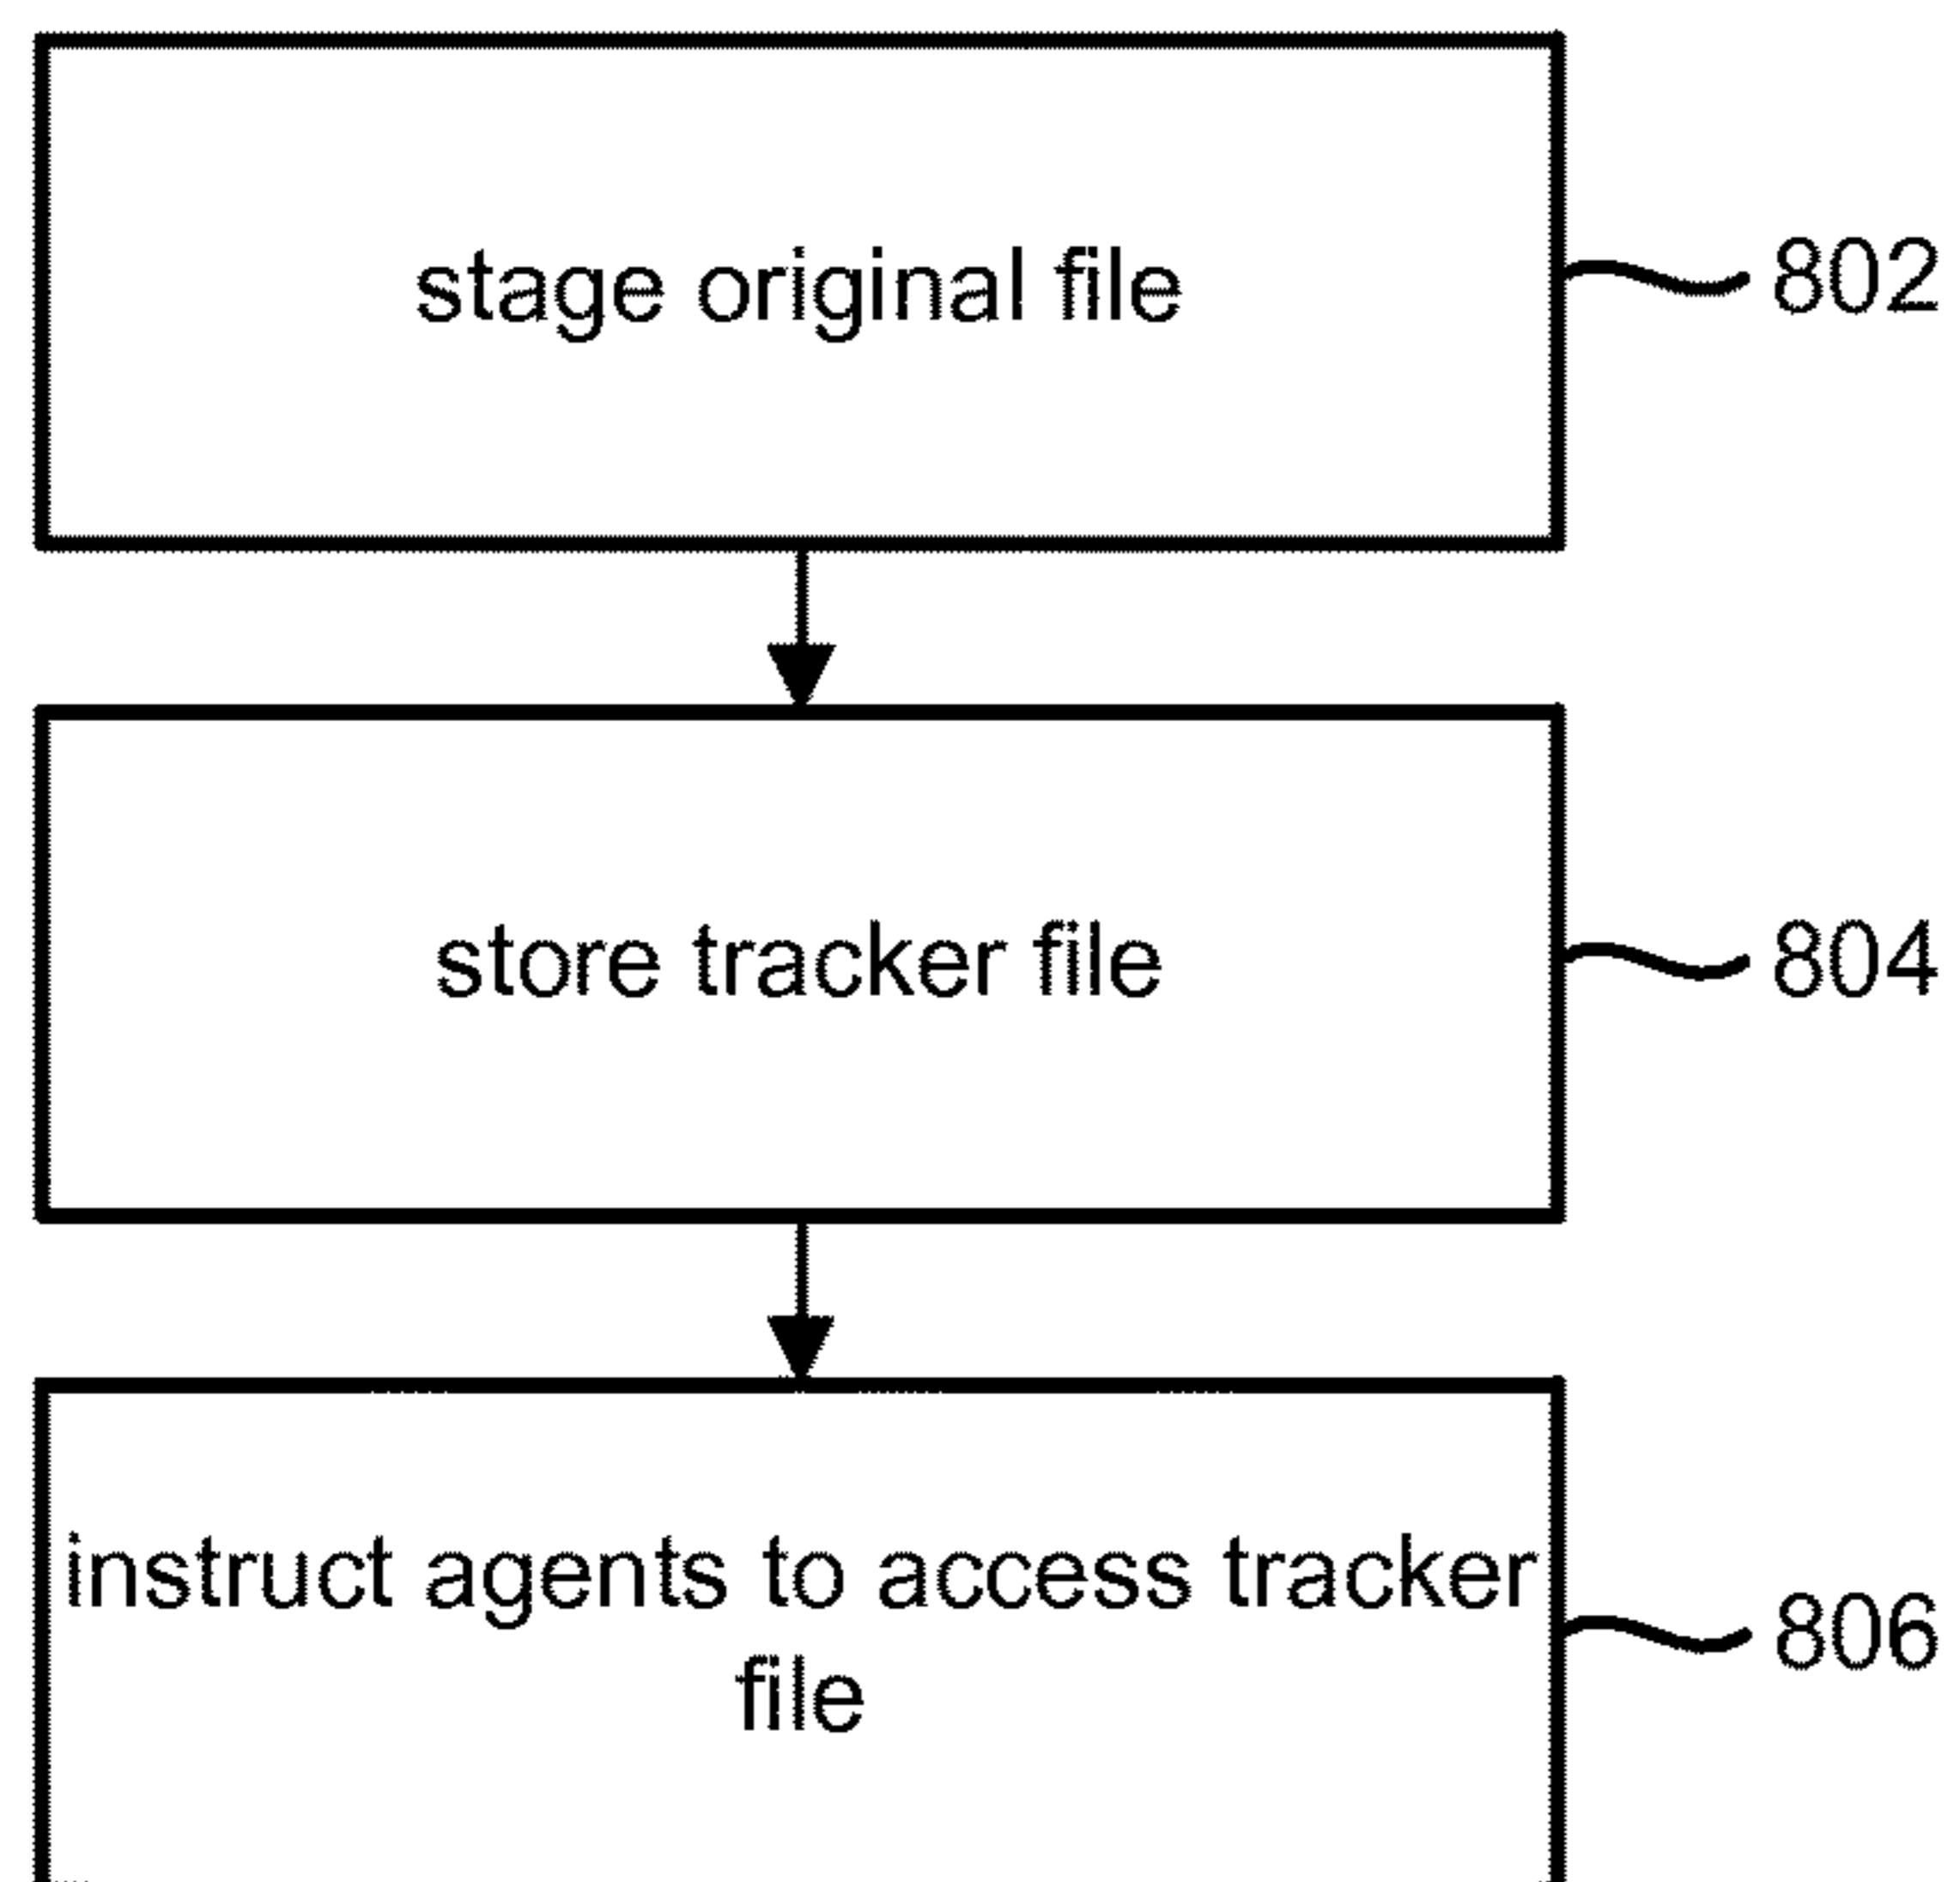 stage original file
802
store tracker file
804
instruct agents to access tracker
file
806